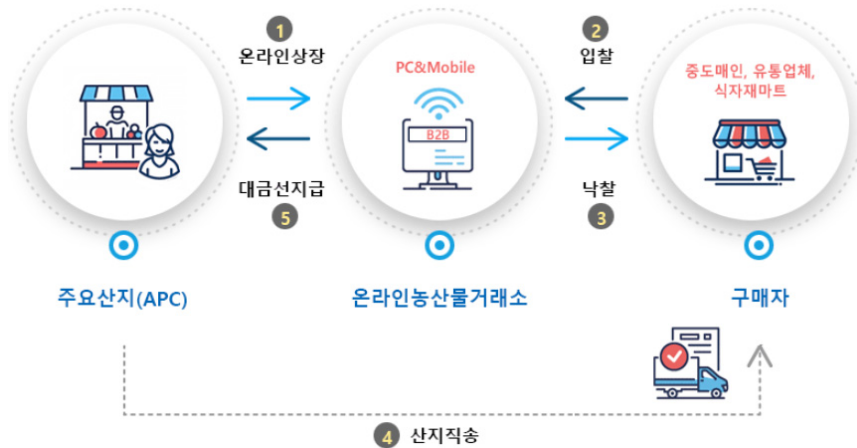 1
온라인상장
2
입찰
PC&Mobile
B2B
중도매인, 유통업체,
식자재마트
대금선지급
5
낙찰
3
주요산지(APC)
온라인농산물거래소
구매자
4 산지직송